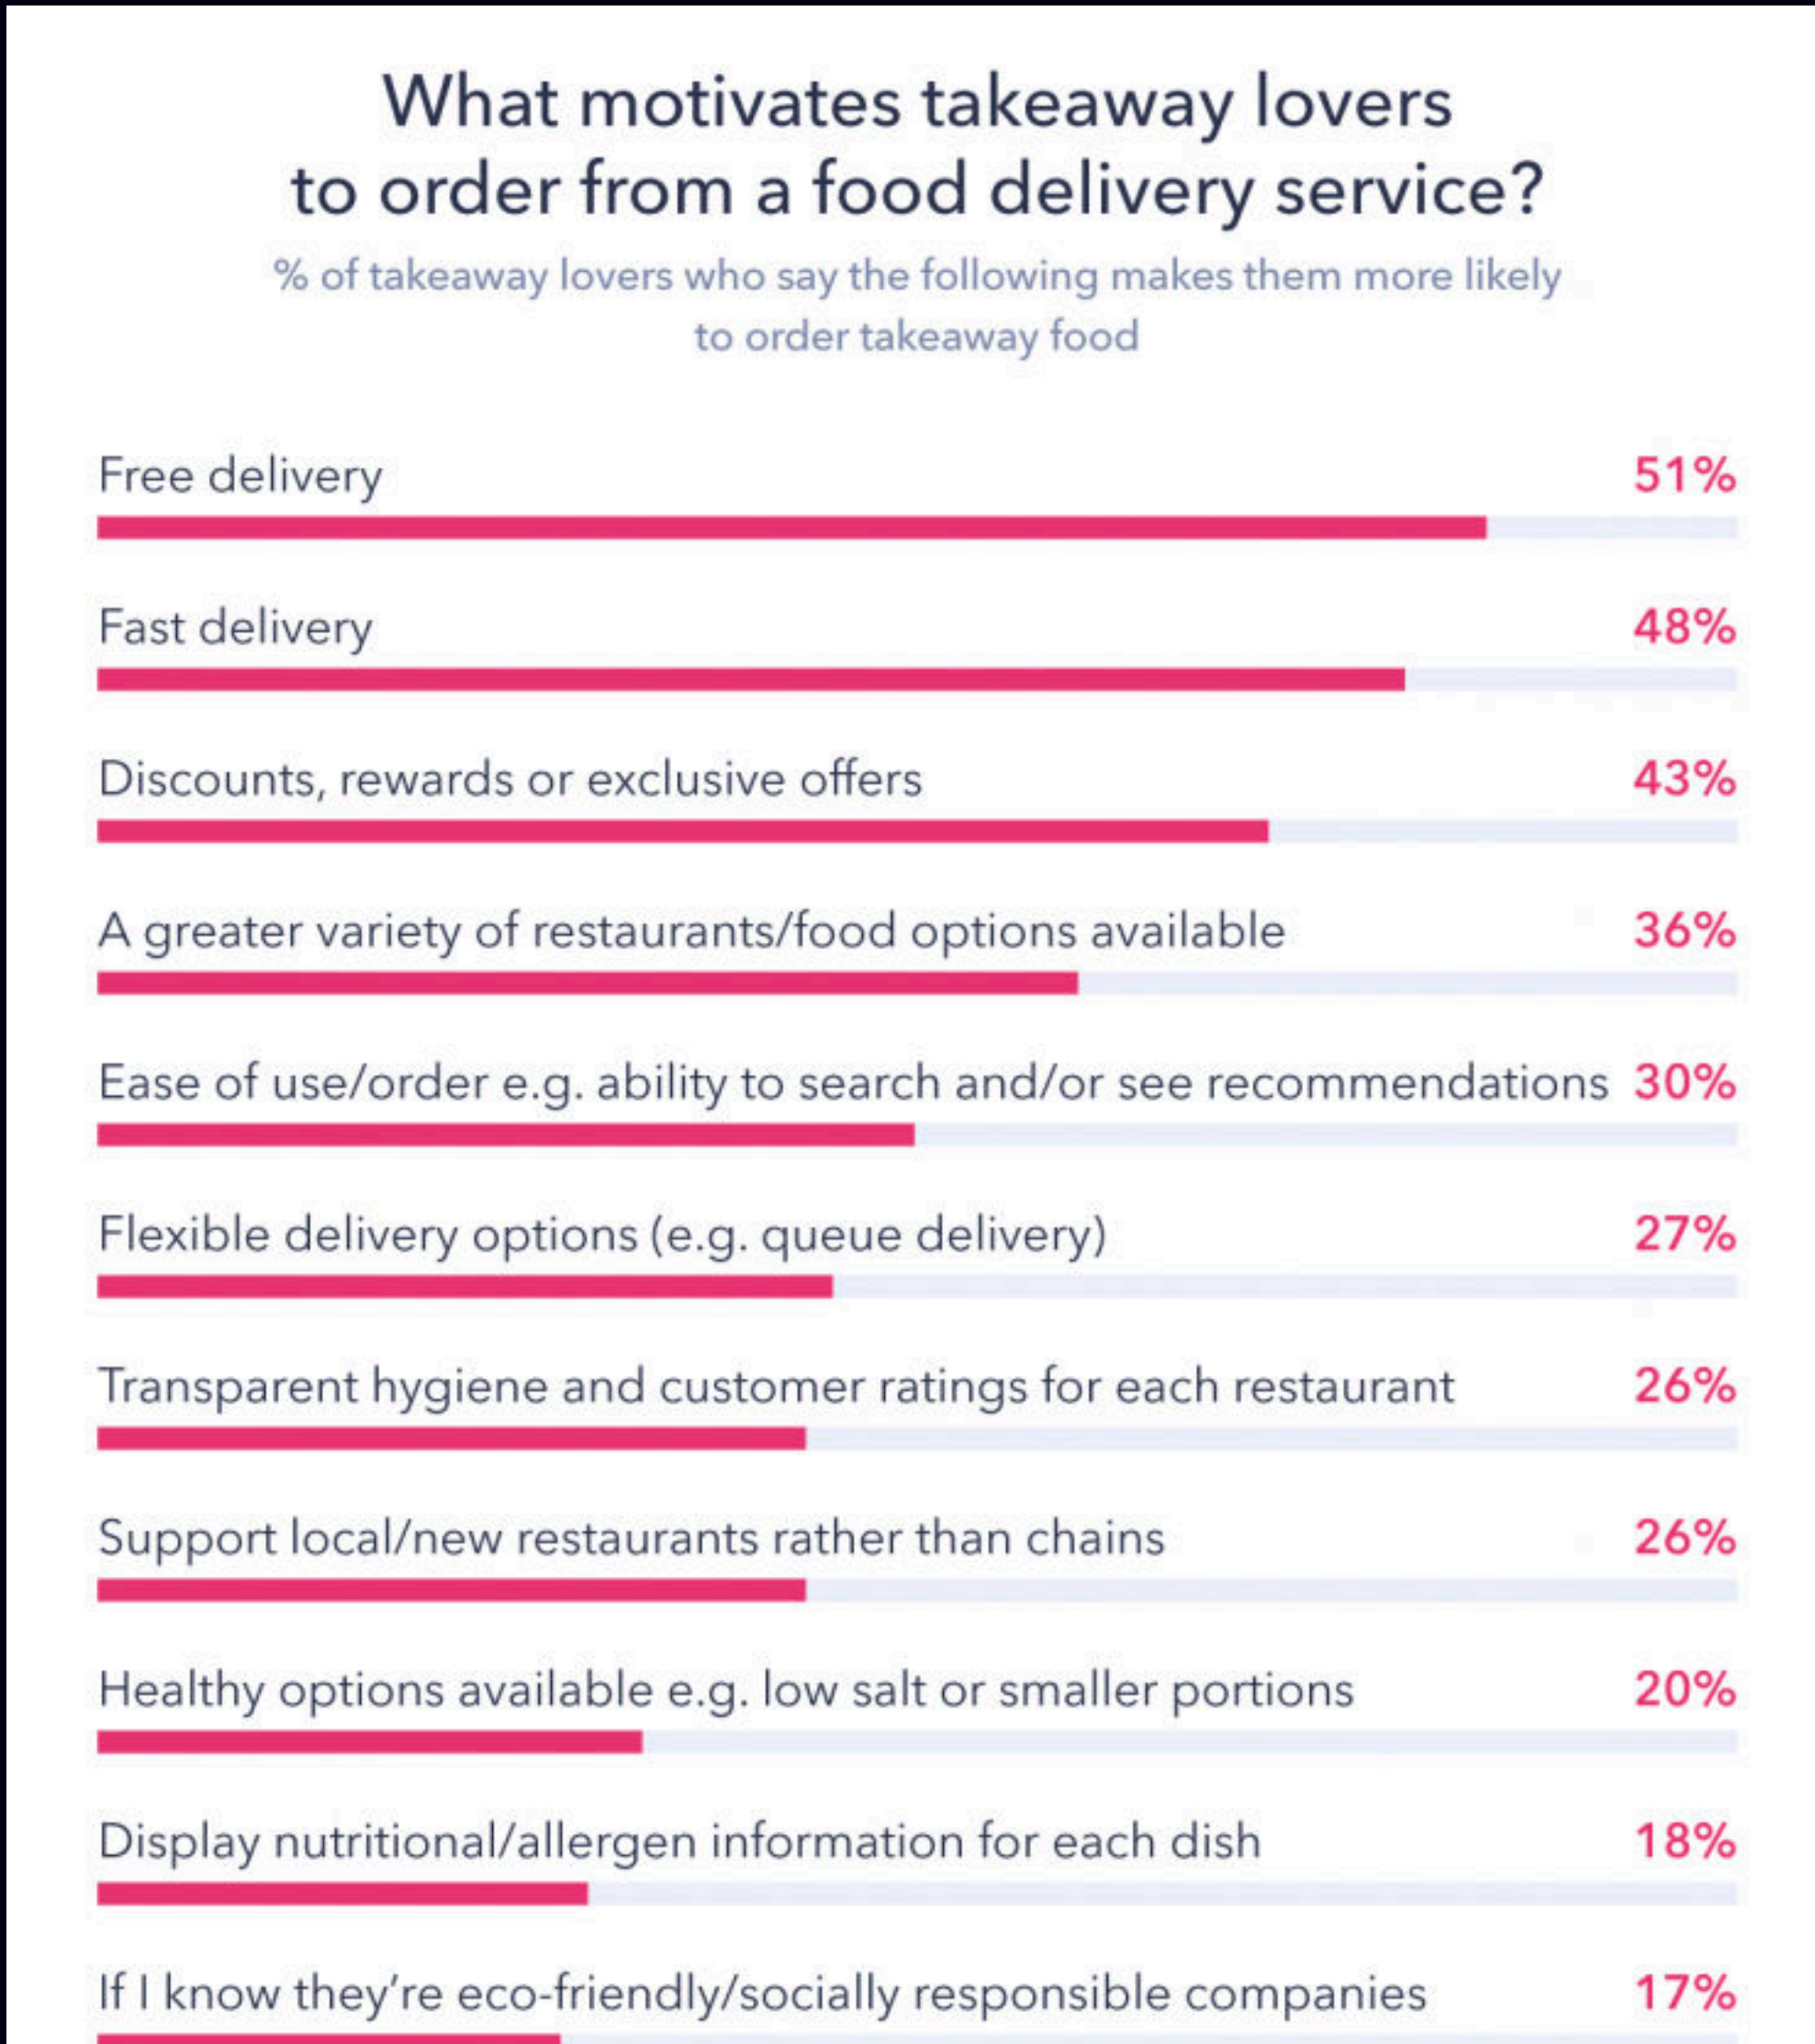 What motivates takeaway lovers
to order from a food delivery service?
% of takeaway lovers who say the following makes them more likely
to order takeaway food
Free delivery 51%
Fast delivery 48%
Discounts, rewards or exclusive offers 43%
A greater variety of restaurants/food options available 36%
Ease of use/order e.g. ability to search and/or see recommendations 30%
Flexible delivery options (e.g. queue delivery) 27%
Transparent hygiene and customer ratings for each restaurant 26%
Support local/new restaurants rather than chains 26%
Healthy options available e.g. low salt or smaller portions 20%
Display nutritional/allergen information for each dish 18%
If I know they’re eco-friendly/socially responsible companies 17%